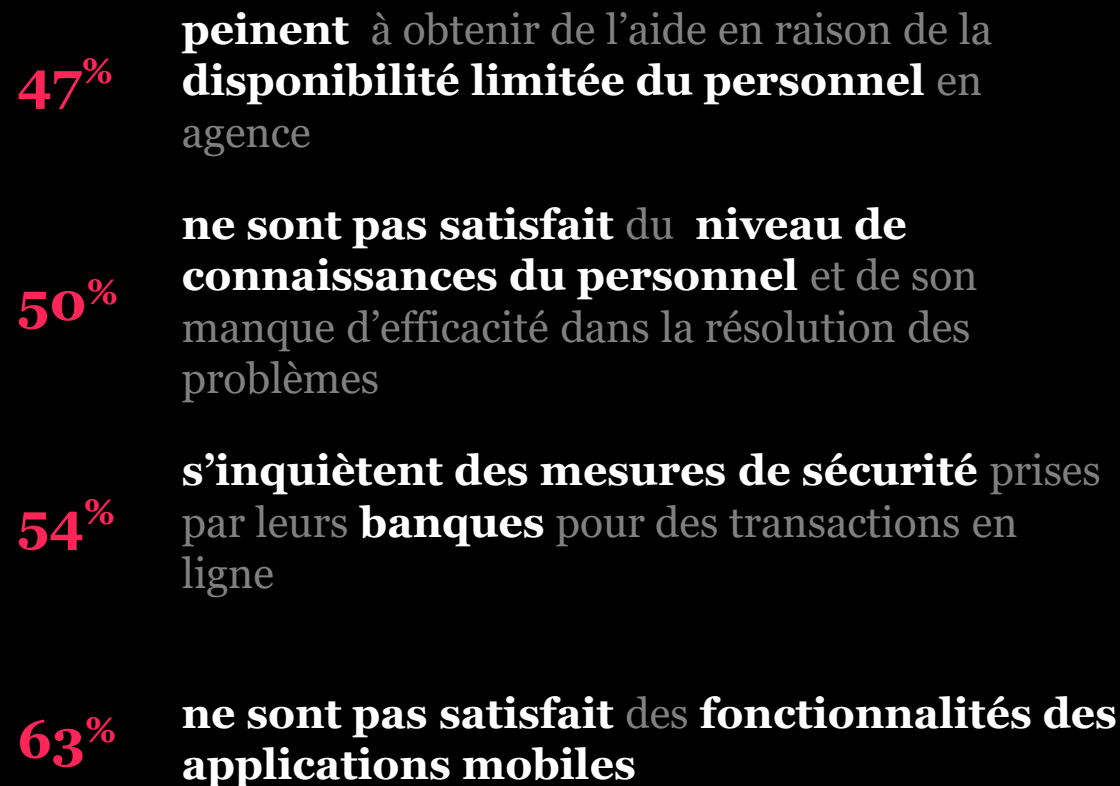 47%
peinent à obtenir de l’aide en raison de la
disponibilité limitée du personnel en
agence
50%
ne sont pas satisfait du niveau de
connaissances du personnel et de son
manque d’efficacité dans la résolution des
problèmes
54%
s’inquiètent des mesures de sécurité prises
par leurs banques pour des transactions en
ligne
63%
ne sont pas satisfait des fonctionnalités des
applications mobiles